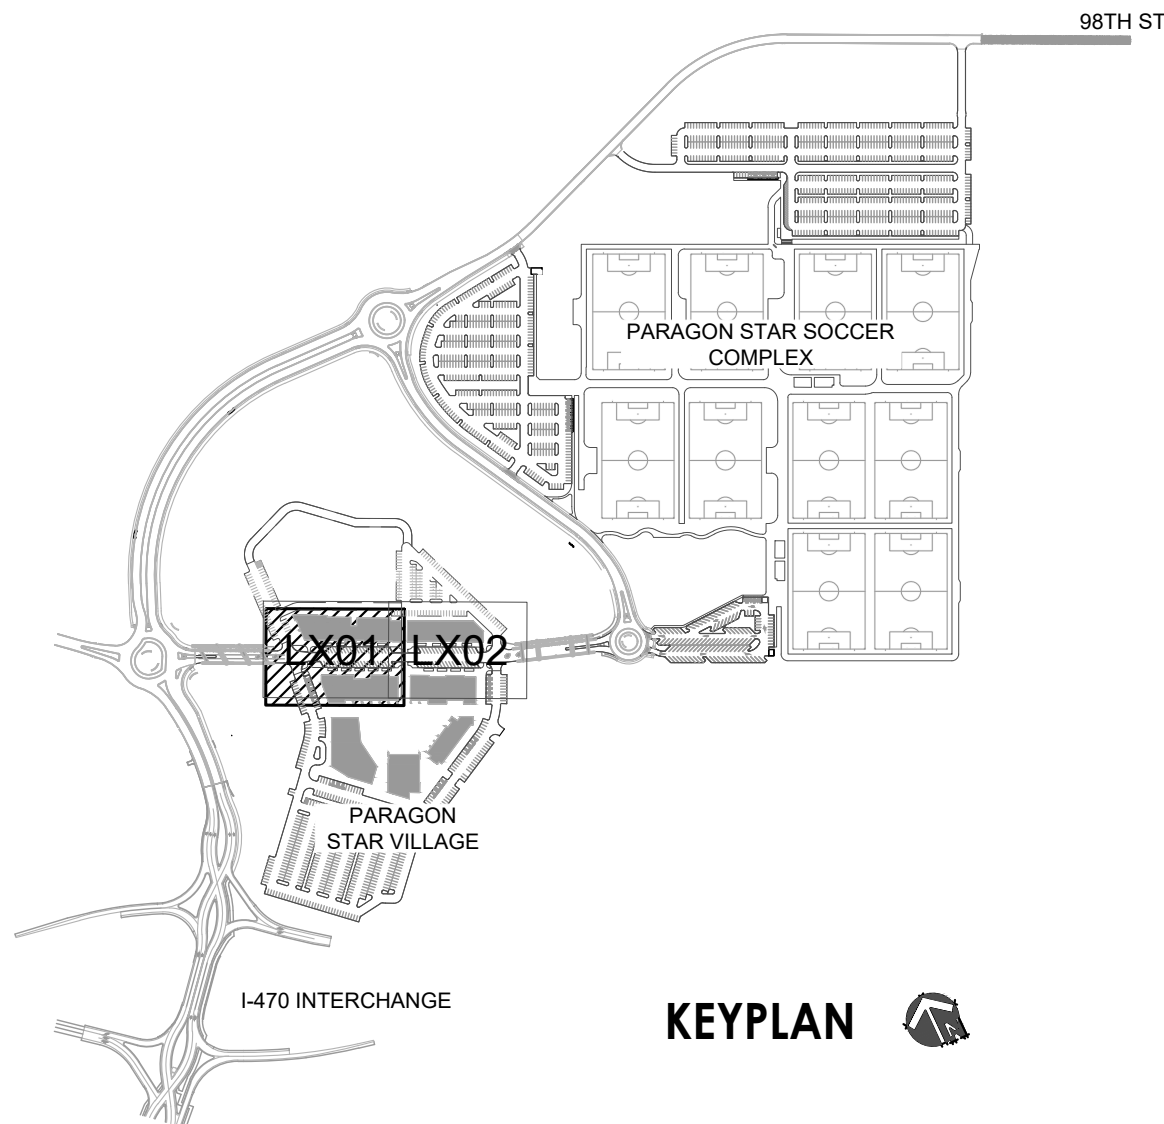 98TH ST
PARAGON STAR SOCCER
COMPLEX
LX01
LX02
PARAGON
STAR VILLAGE
I-470 INTERCHANGE
KEYPLAN